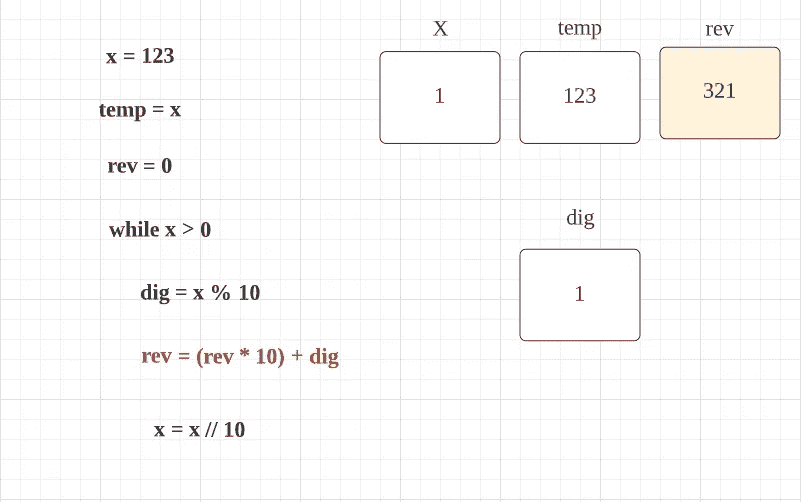 x = 123
temp = x
rev = 0
while x > 0
dig = x % 10
rev = (rev * 10) + dig
x = x // 10
X temp rev
1 123 321
dig
1